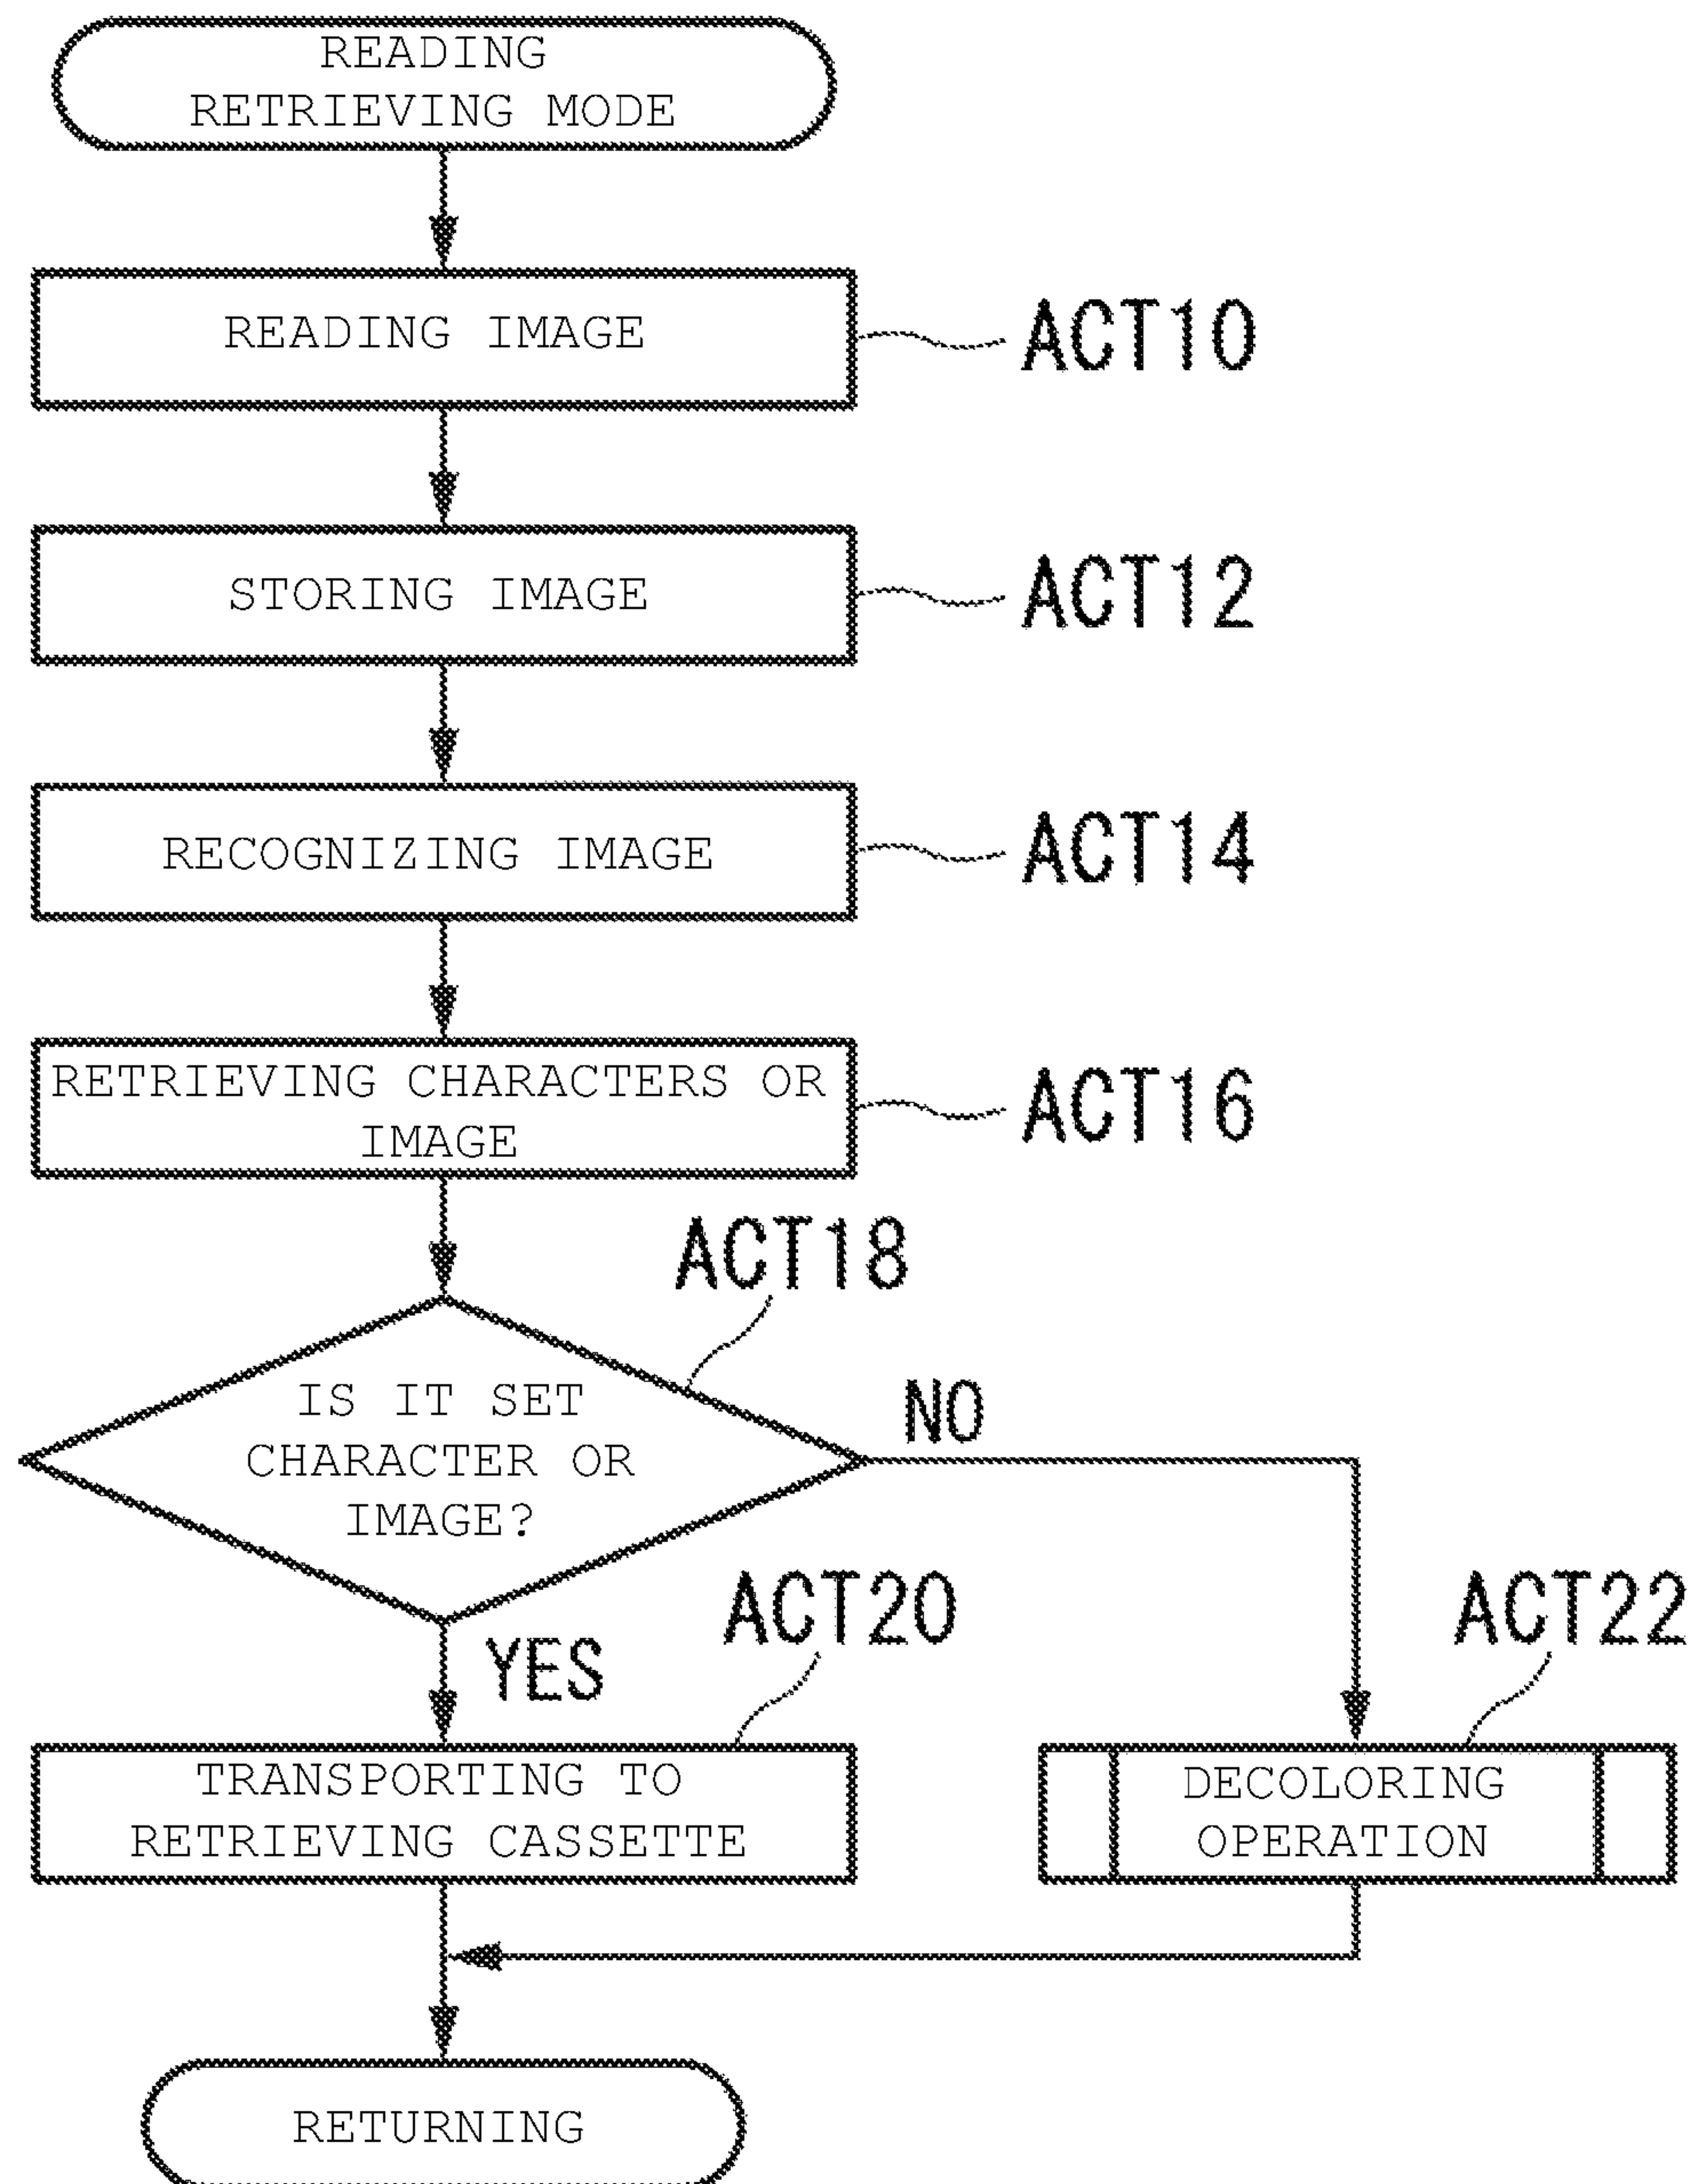 READING
RETRIEVING MODE
READING IMAGE
ACT10
STORING IMAGE
ACT12
RECOGNIZING IMAGE
ACT14
RETRIEVING CHARACTERS OR
IMAGE
ACT16
ACT18
IS IT SET
CHARACTER OR
IMAGE?
NO
YES
ACT20
ACT22
TRANSPORTING TO
RETRIEVING CASSETTE
DECOLORING
OPERATION
RETURNING